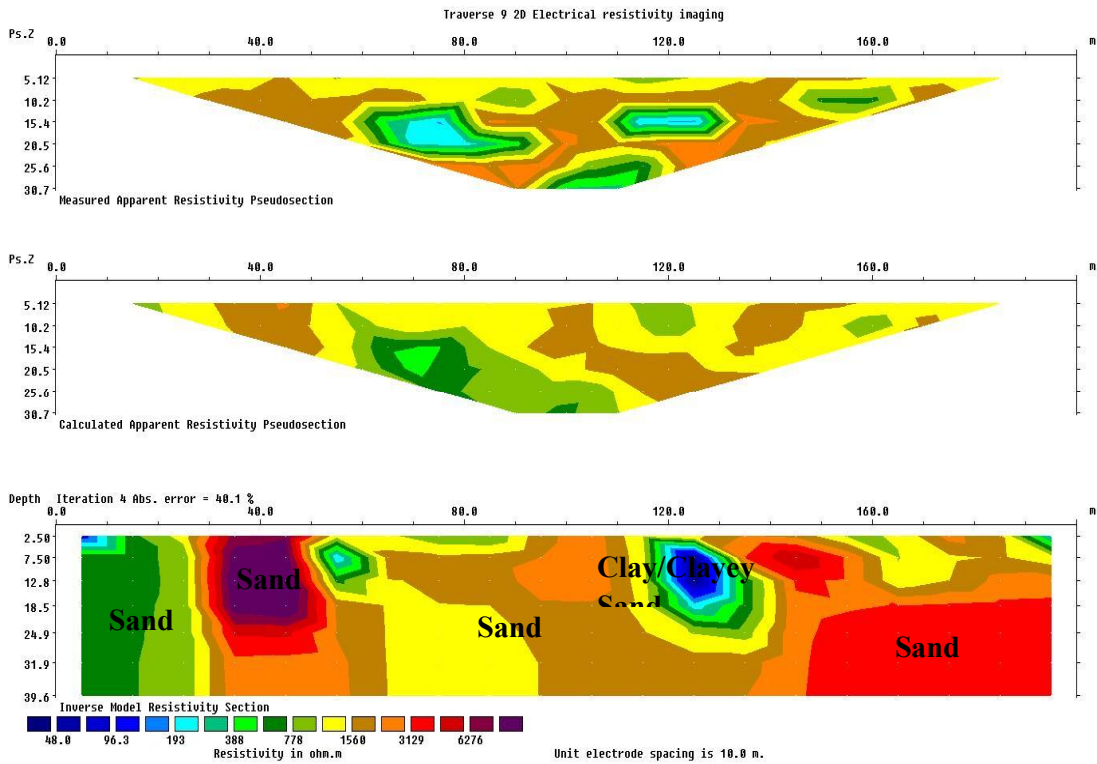 Traverse 9 2D Electrical resistivity imaging
Ps.Z 0.0 40.0 80.0 120.0 160.0 m
5.12
10.2
15.4
20.5
25.6
30.7
Measured Apparent Resistivity Pseudosection
Ps.Z 0.0 40.0 80.0 120.0 160.0 m
5.12
10.2
15.4
20.5
25.6
30.7
Calculated Apparent Resistivity Pseudosection
Depth Iteration 4 Abs. error = 40.1 %
0.0 40.0 80.0 120.0 160.0 m
2.50
7.50
Clay/Clayey
12.8
Sand
18.5
Sand
Sand
Sand
24.9
Sand
31.9
39.6
Inverse Model Resistivity Section
48.0 96.3 193 388 778 1560 3129 6276
Resistivity in ohm.m Unit electrode spacing is 10.0 m.